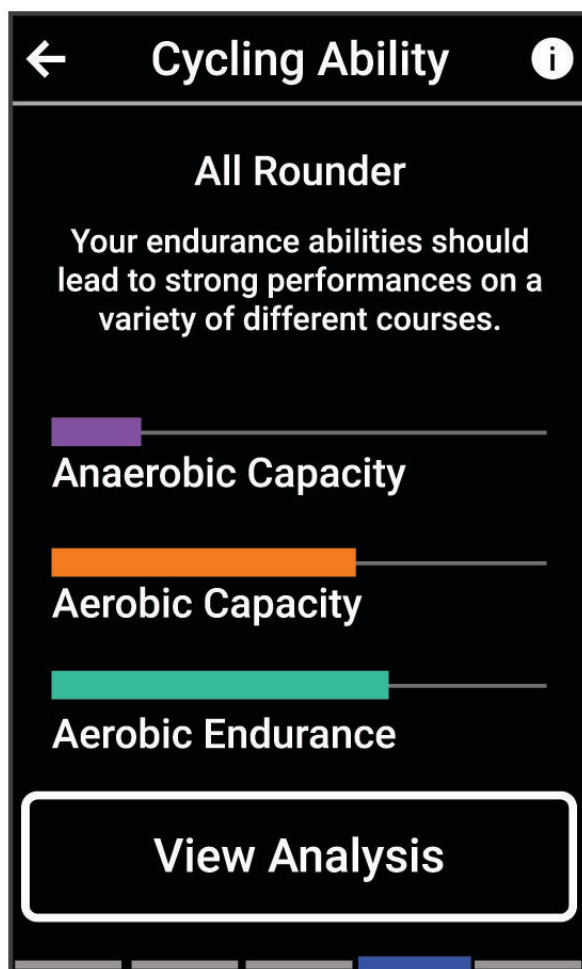 Cycling Ability
i
All Rounder
Your endurance abilities should
lead to strong performances on a
variety of different courses.
Anaerobic Capacity
Aerobic Capacity
Aerobic Endurance
View Analysis